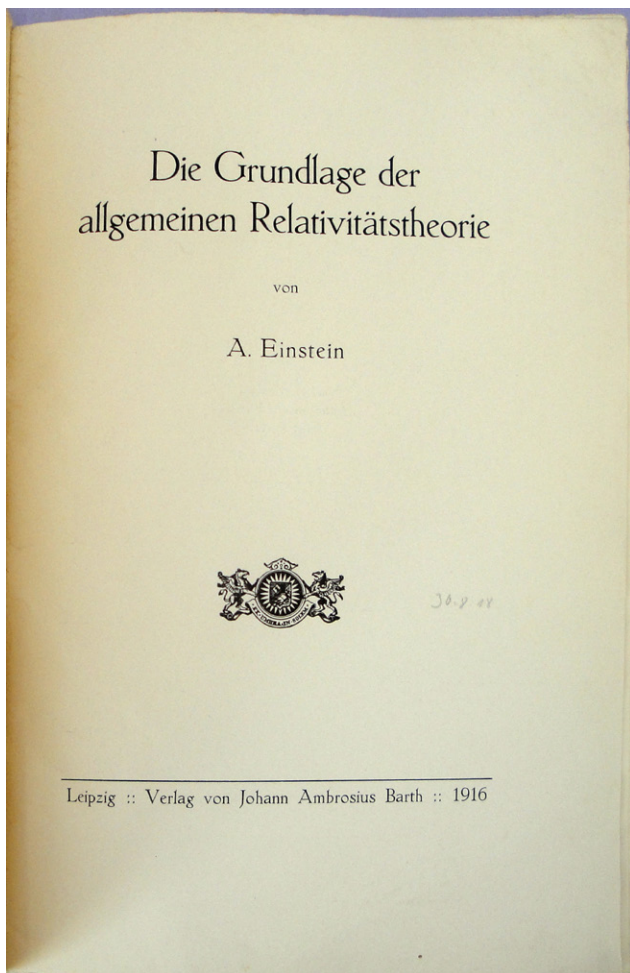 Die Grundlage der
allgemeinen Relativitätstheorie
von
A. Einstein
Leipzig :: Verlag von Johann Ambrosius Barth :: 1916